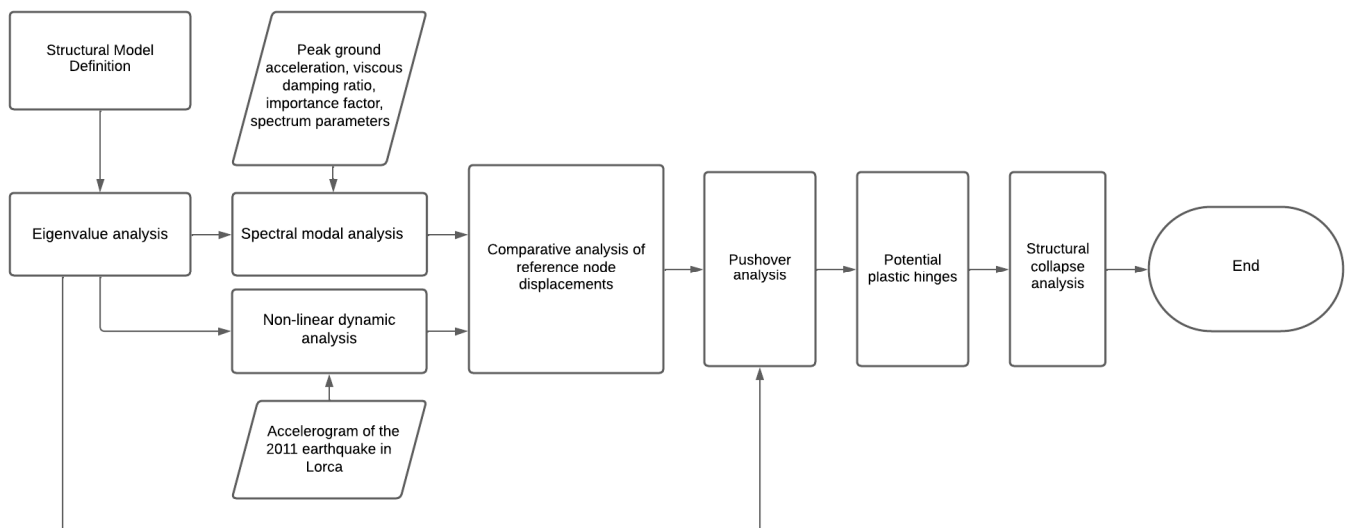 Structural Model
Definition
Peak ground
acceleration, viscous
damping ratio,
importance factor,
spectrum parameters
Eigenvalue analysis
Spectral modal analysis
Non-linear dynamic
analysis
Accelerogram of the
2011 earthquake in
Lorca
Comparative analysis of
reference node
displacements
Pushover
analysis
Potential
plastic hinges
Structural
collapse
analysis
End